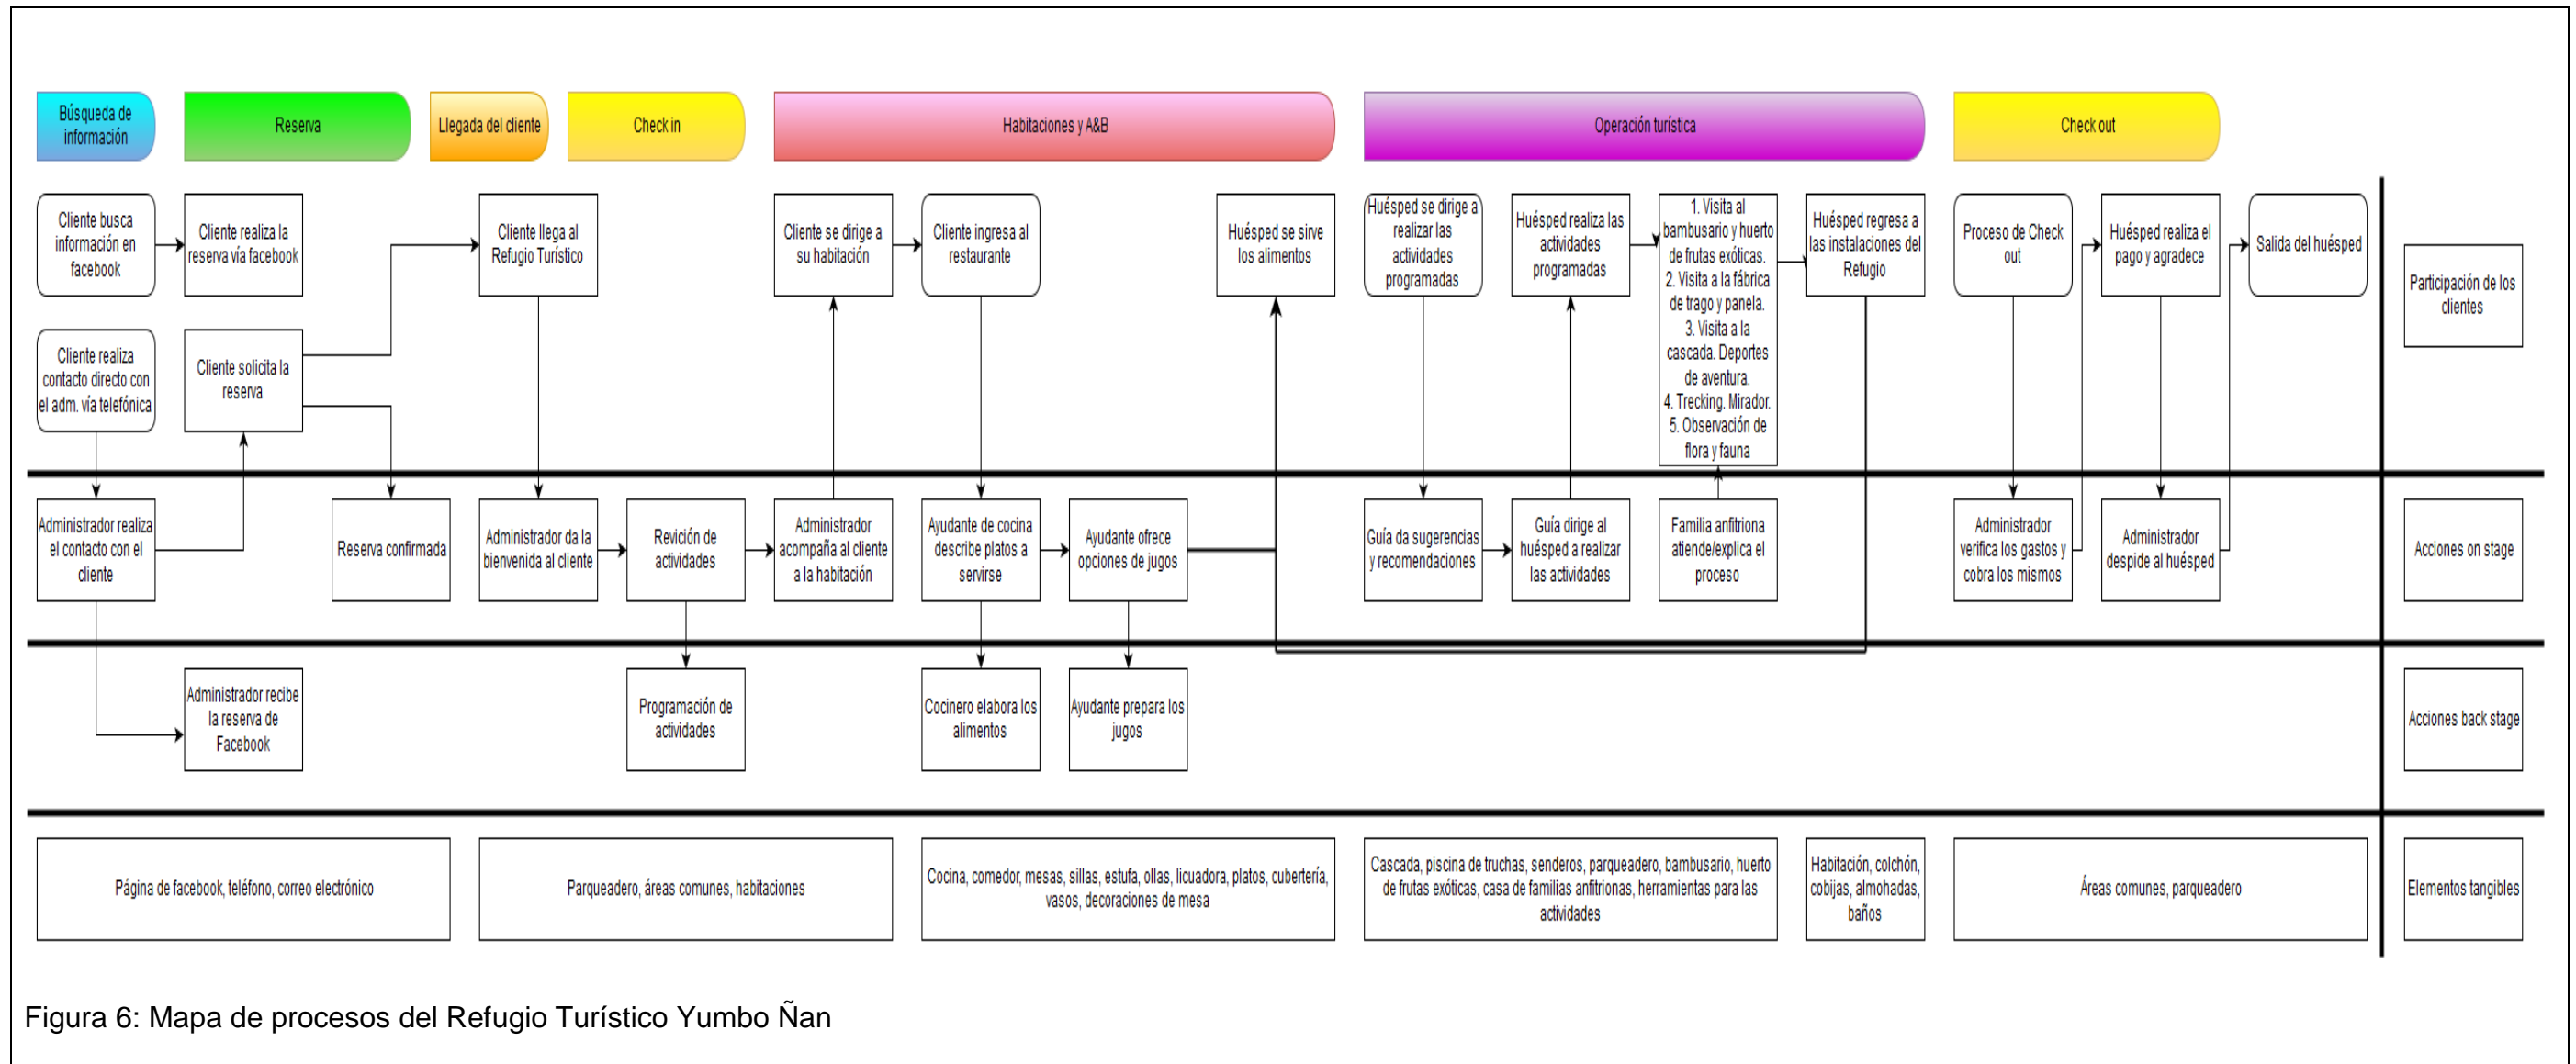 Búsqueda de
información
Reserva
Llegada del cliente
Check in
Habitaciones y A&B
Operación turística
Check out
Cliente busca
información en
facebook
Cliente realiza la
reserva vía facebook
Cliente llega al
Refugio Turístico
Cliente se dirige a
su habitación
Cliente ingresa al
restaurante
Huésped se sirve
los alimentos
Huésped se dirige a
realizar las
actividades
programadas
Huésped realiza las
actividades
programadas
1. Visita al
bambusario y huerto
de frutas exóticas.
2. Visita a la fábrica
de trago y panela.
3. Visita a la
cascada. Deportes
de aventura.
4. Trecking. Mirador.
5. Observación de
flora y fauna
Huésped regresa a
las instalaciones del
Refugio
Proceso de Check
out
Huésped realiza el
pago y agradece
Salida del huésped
Participación de los
clientes
Cliente realiza
contacto directo con
el adm. vía telefónica
Cliente solicita la
reserva
Administrador realiza
el contacto con el
cliente
Reserva confirmada
Administrador da la
bienvenida al cliente
Revición de
actividades
Administrador
acompaña al cliente
a la habitación
Ayudante de cocina
describe platos a
servirse
Ayudante ofrece
opciones de jugos
Guía da sugerencias
y recomendaciones
Guía dirige al
huésped a realizar
las actividades
Familia anfitriona
atiende/explica el
proceso
Administrador
verifica los gastos y
cobra los mismos
Administrador
despide al huésped
Acciones on stage
Administrador recibe
la reserva de
Facebook
Programación de
actividades
Cocinero elabora los
alimentos
Ayudante prepara los
jugos
Acciones back stage
Página de facebook, teléfono, correo electrónico
Parqueadero, áreas comunes, habitaciones
Cocina, comedor, mesas, sillas, estufa, ollas, licuadora, platos, cubertería,
vasos, decoraciones de mesa
Cascada, piscina de truchas, senderos, parqueadero, bambusario, huerto
de frutas exóticas, casa de familias anfitrionas, herramientas para las
actividades
Habitación, colchón,
cobijas, almohadas,
baños
Áreas comunes, parqueadero
Elementos tangibles
Figura 6: Mapa de procesos del Refugio Turístico Yumbo Ñan